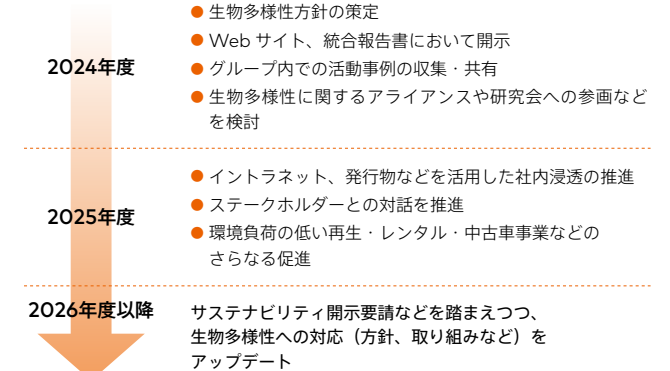 2024年度
● 生物多様性方針の策定
● Web サイト、統合報告書において開示
● グループ内での活動事例の収集・共有
● 生物多様性に関するアライアンスや研究会への参画など
を検討
2025年度
● イントラネット、発行物などを活用した社内浸透の推進
● ステークホルダーとの対話を推進
● 環境負荷の低い再生・レンタル・中古車事業などの
さらなる促進
2026年度以降
サステナビリティ開示要請などを踏まえつつ、
生物多様性への対応（方針、取り組みなど）を
アップデート